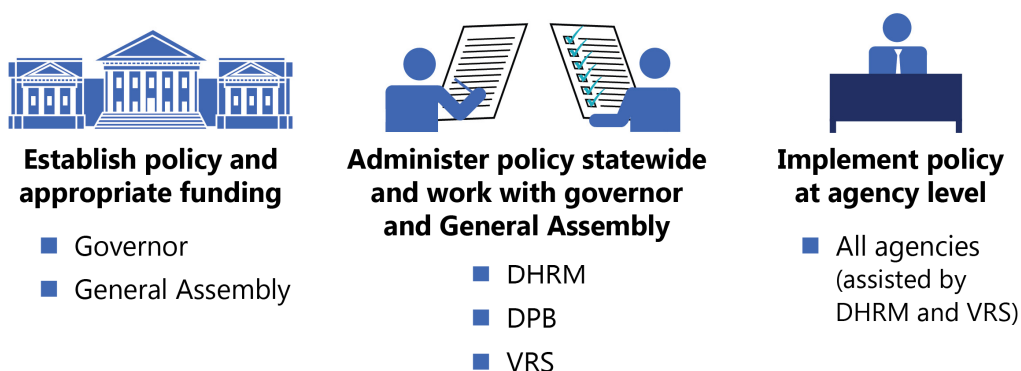 Establish policy and
appropriate funding
Governor
General Assembly
Administer policy statewide
and work with governor
and General Assembly
DHRM
DPB
VRS
Implement policy
at agency level
All agencies
(assisted by
DHRM and VRS)